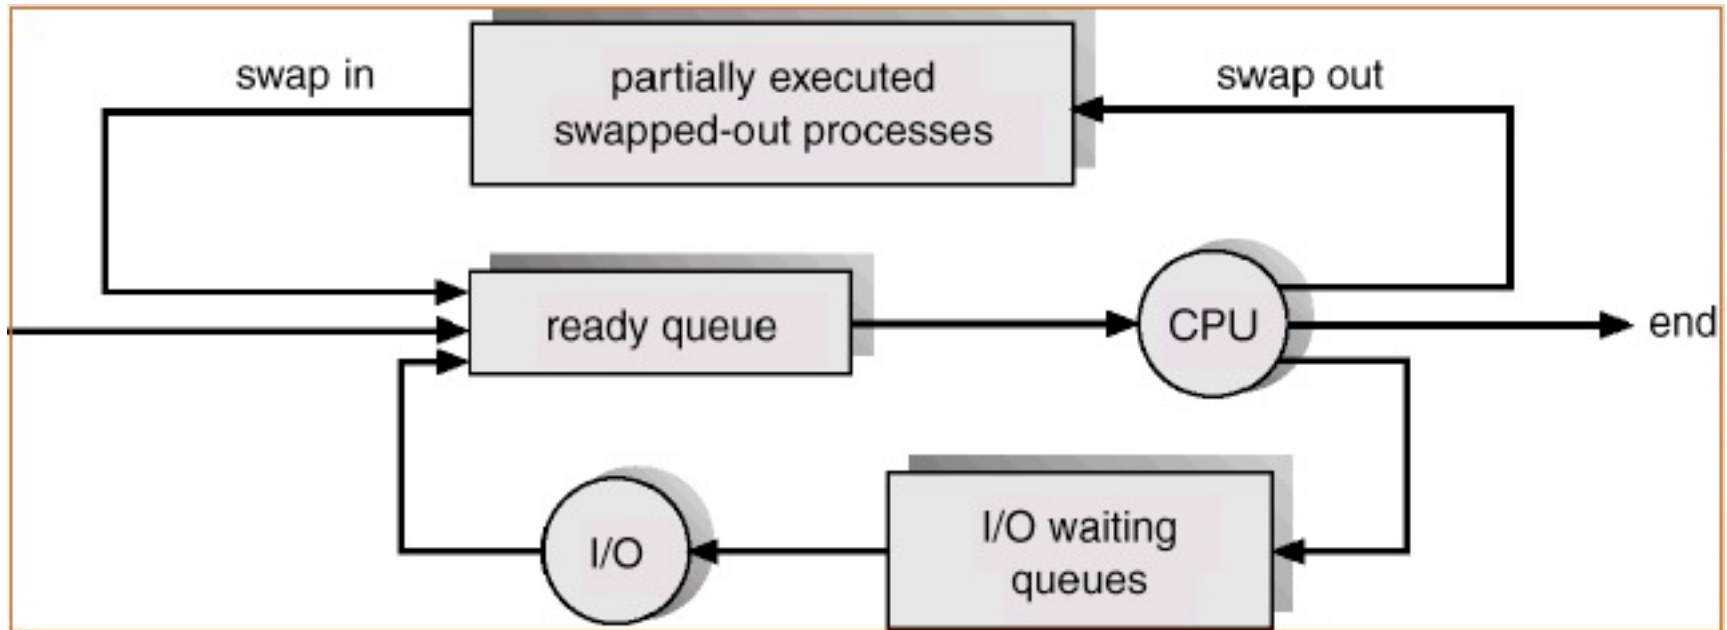 swap in
partially executed
swapped-out processes
swap out
ready queue
CPU
end
I/O
I/O waiting
queues